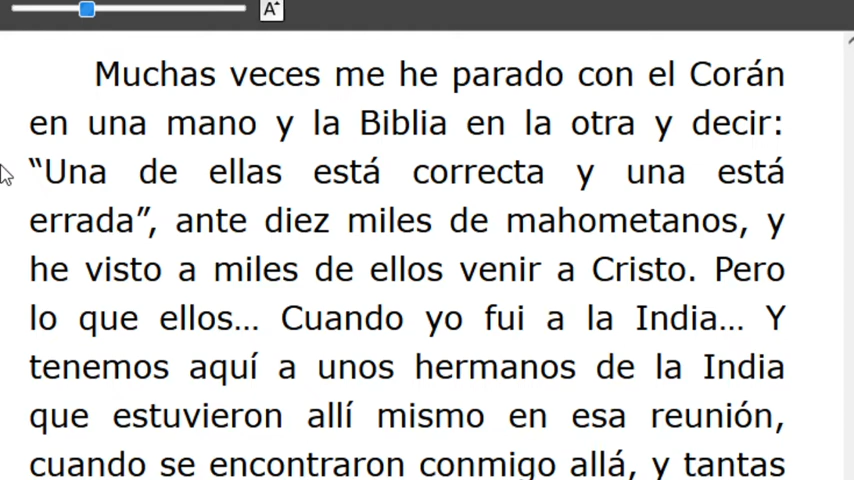 A
Muchas veces me he parado con el Corán
en una mano y la Biblia en la otra y decir:
“Una de ellas está correcta y una está
errada”, ante diez miles de mahometanos, y
he visto a miles de ellos venir a Cristo. Pero
lo que ellos… Cuando yo fui a la India… Y
tenemos aquí a unos hermanos de la India
que estuvieron allí mismo en esa reunión,
cuando se encontraron conmigo allá, y tantas